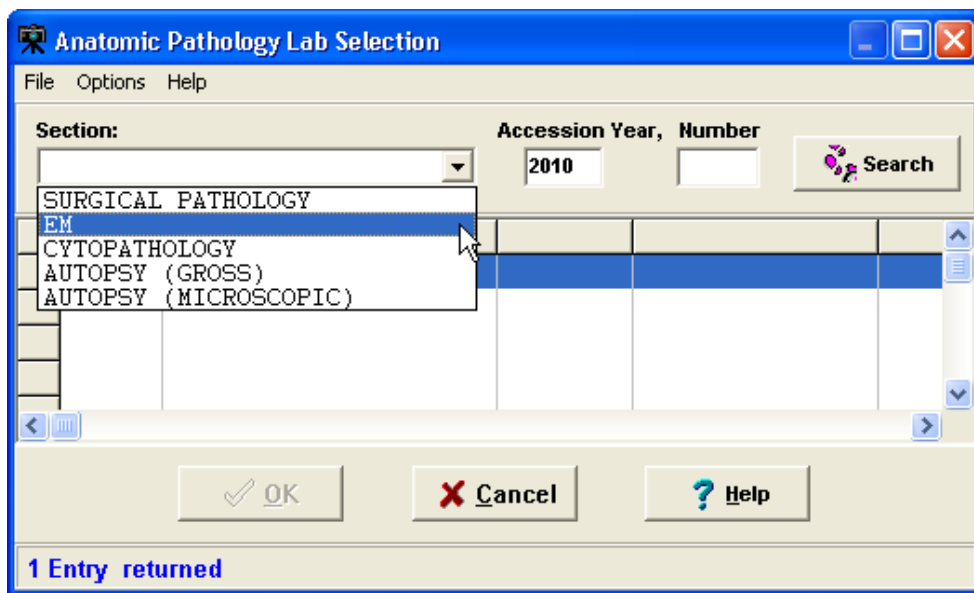 Anatomic Pathology Lab Selection
File Options Help
Section: Accession Year, Number
2010 Search
SURGICAL PATHOLOGY
EM
CYTOPATHOLOGY
AUTOPSY (GROSS)
AUTOPSY (MICROSCOPIC)
OK Cancel Help
1 Entry returned